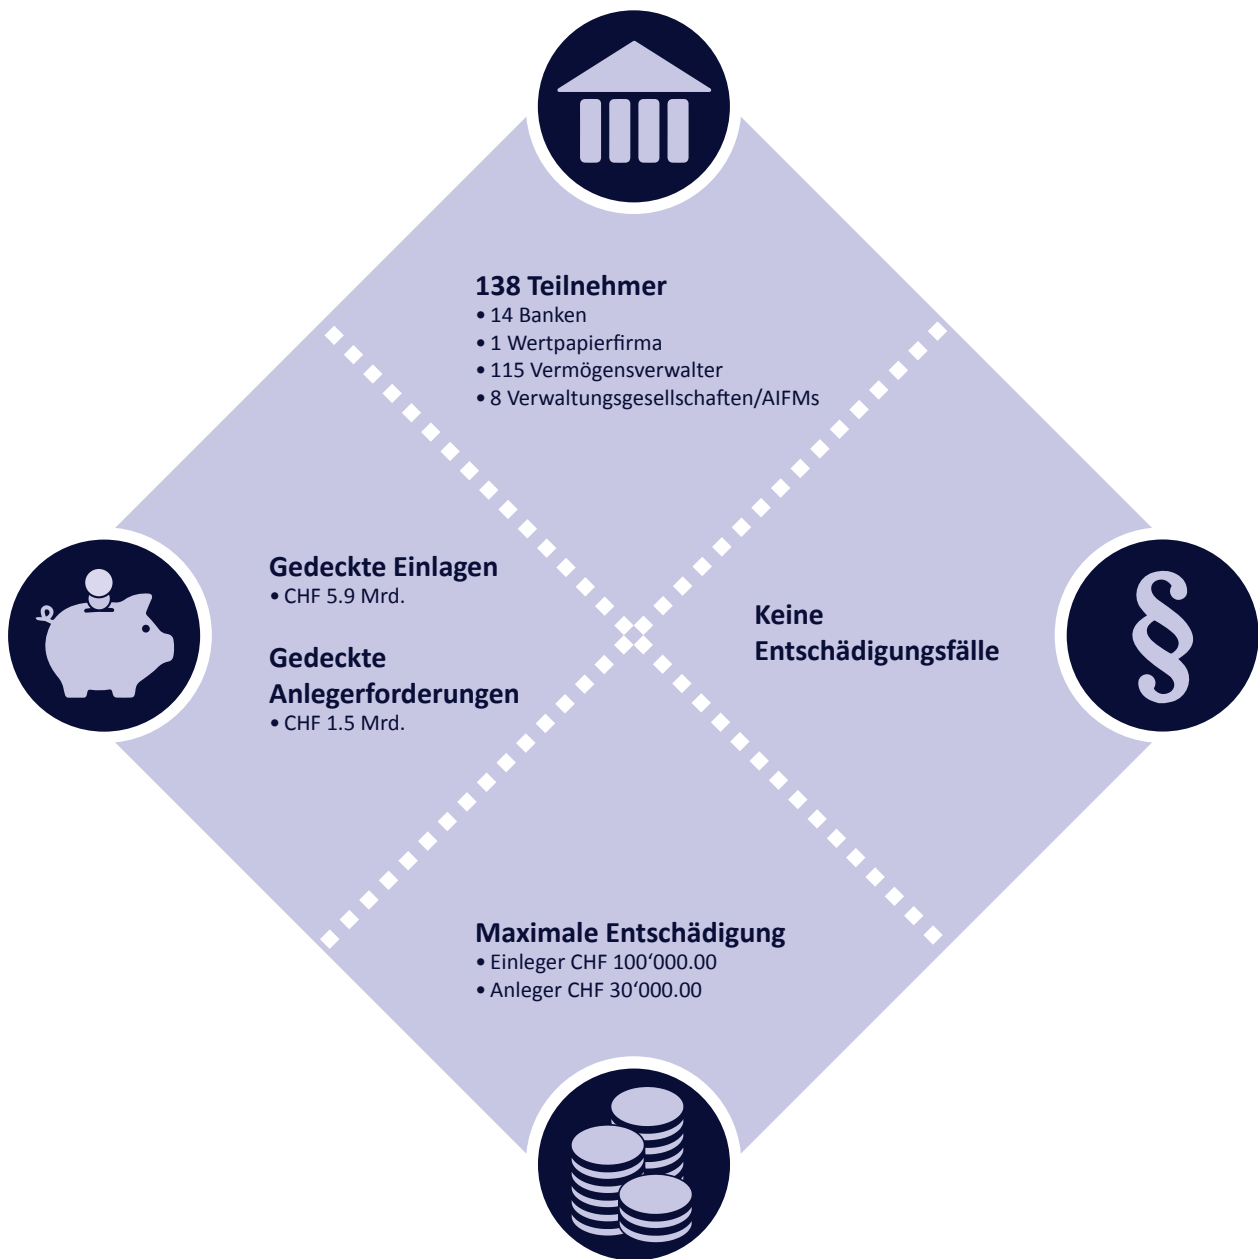 138 Teilnehmer
• 14 Banken
• 1 Wertpapierfirma
• 115 Vermögensverwalter
• 8 Verwaltungsgesellschaften/AIFMs
Gedeckte Einlagen
• CHF 5.9 Mrd.
Gedeckte
Anlegerforderungen
• CHF 1.5 Mrd.
Keine
Entschädigungsfälle
§
Maximale Entschädigung
• Einleger CHF 100‘000.00
• Anleger CHF 30‘000.00